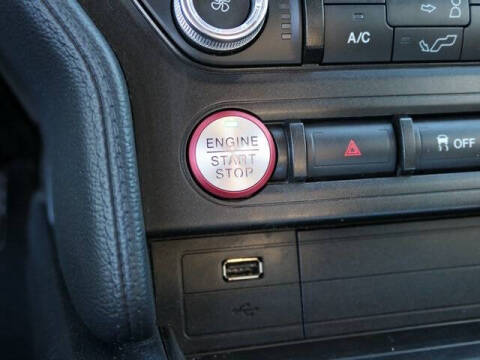 A/C
ENGINE
START
STOP
OFF